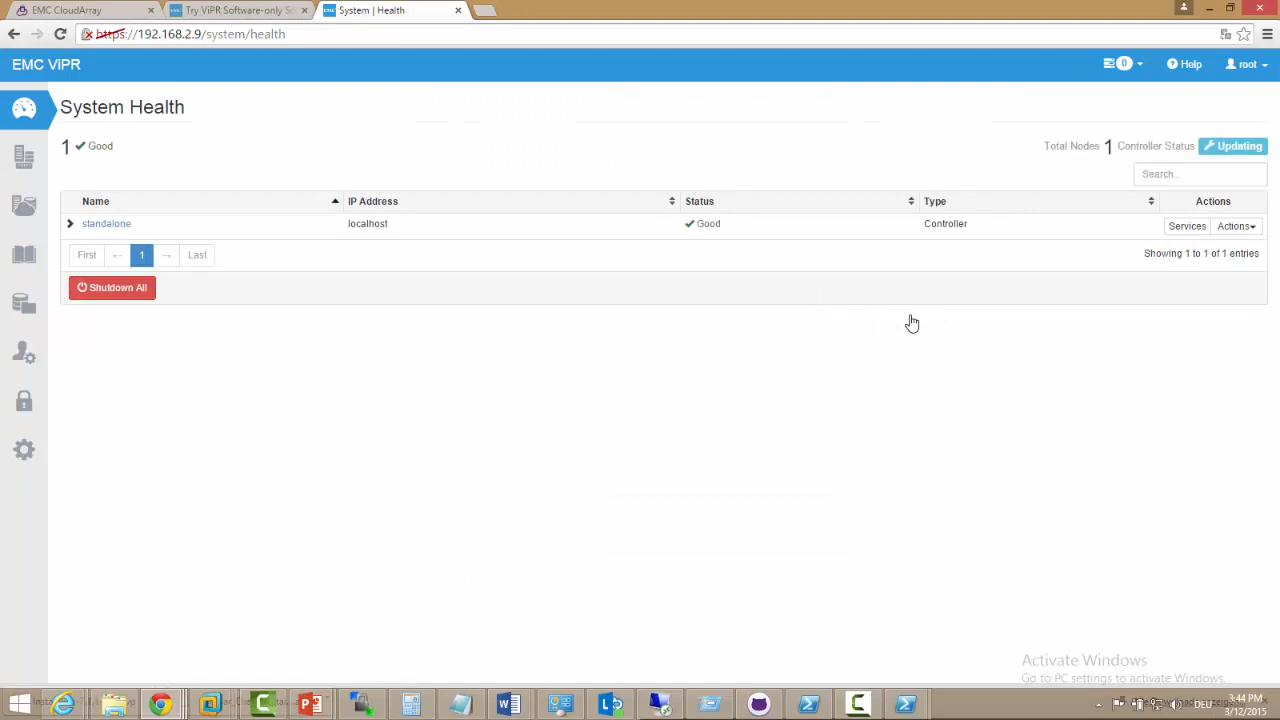 EMC CloudArray
Try ViPR Software-only So
System | Health
https://192.168.2.9/system/health
EMC ViPR
0
Help
root
System Health
1 Good
Total Nodes 1 Controller Status Updating
Search...
Name IP Address Status Type Actions
standalone localhost Good Controller Services Actions
First ← 1 → Last
Showing 1 to 1 of 1 entries
Shutdown All
Activate Windows
Go to PC settings to activate Windows.
DEU
3:44 PM
3/12/2015